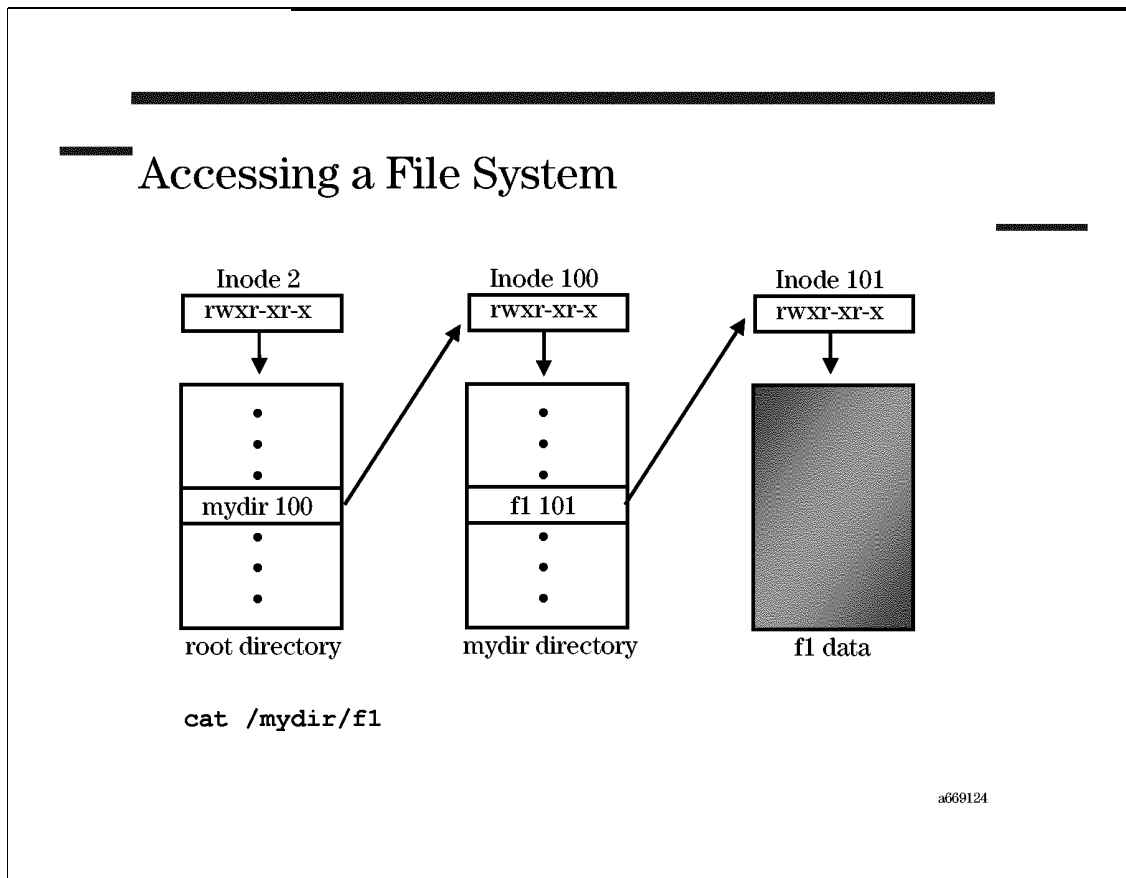 Accessing a File System
Inode 2
rwxr-xr-x
mydir 100
root directory
Inode 100
rwxr-xr-x
f1 101
mydir directory
Inode 101
rwxr-xr-x
f1 data
cat /mydir/f1
a669124